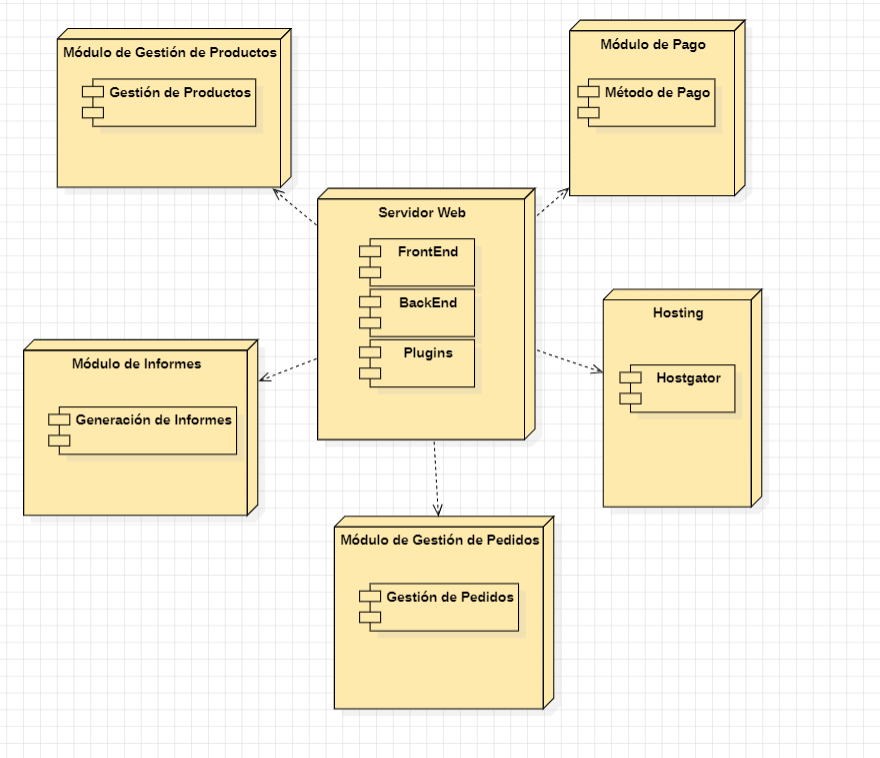 Módulo de Gestión de Productos
Gestión de Productos
Módulo de Pago
Método de Pago
Servidor Web
FrontEnd
BackEnd
Plugins
Hosting
Hostgator
Módulo de Informes
Generación de Informes
Módulo de Gestión de Pedidos
Gestión de Pedidos